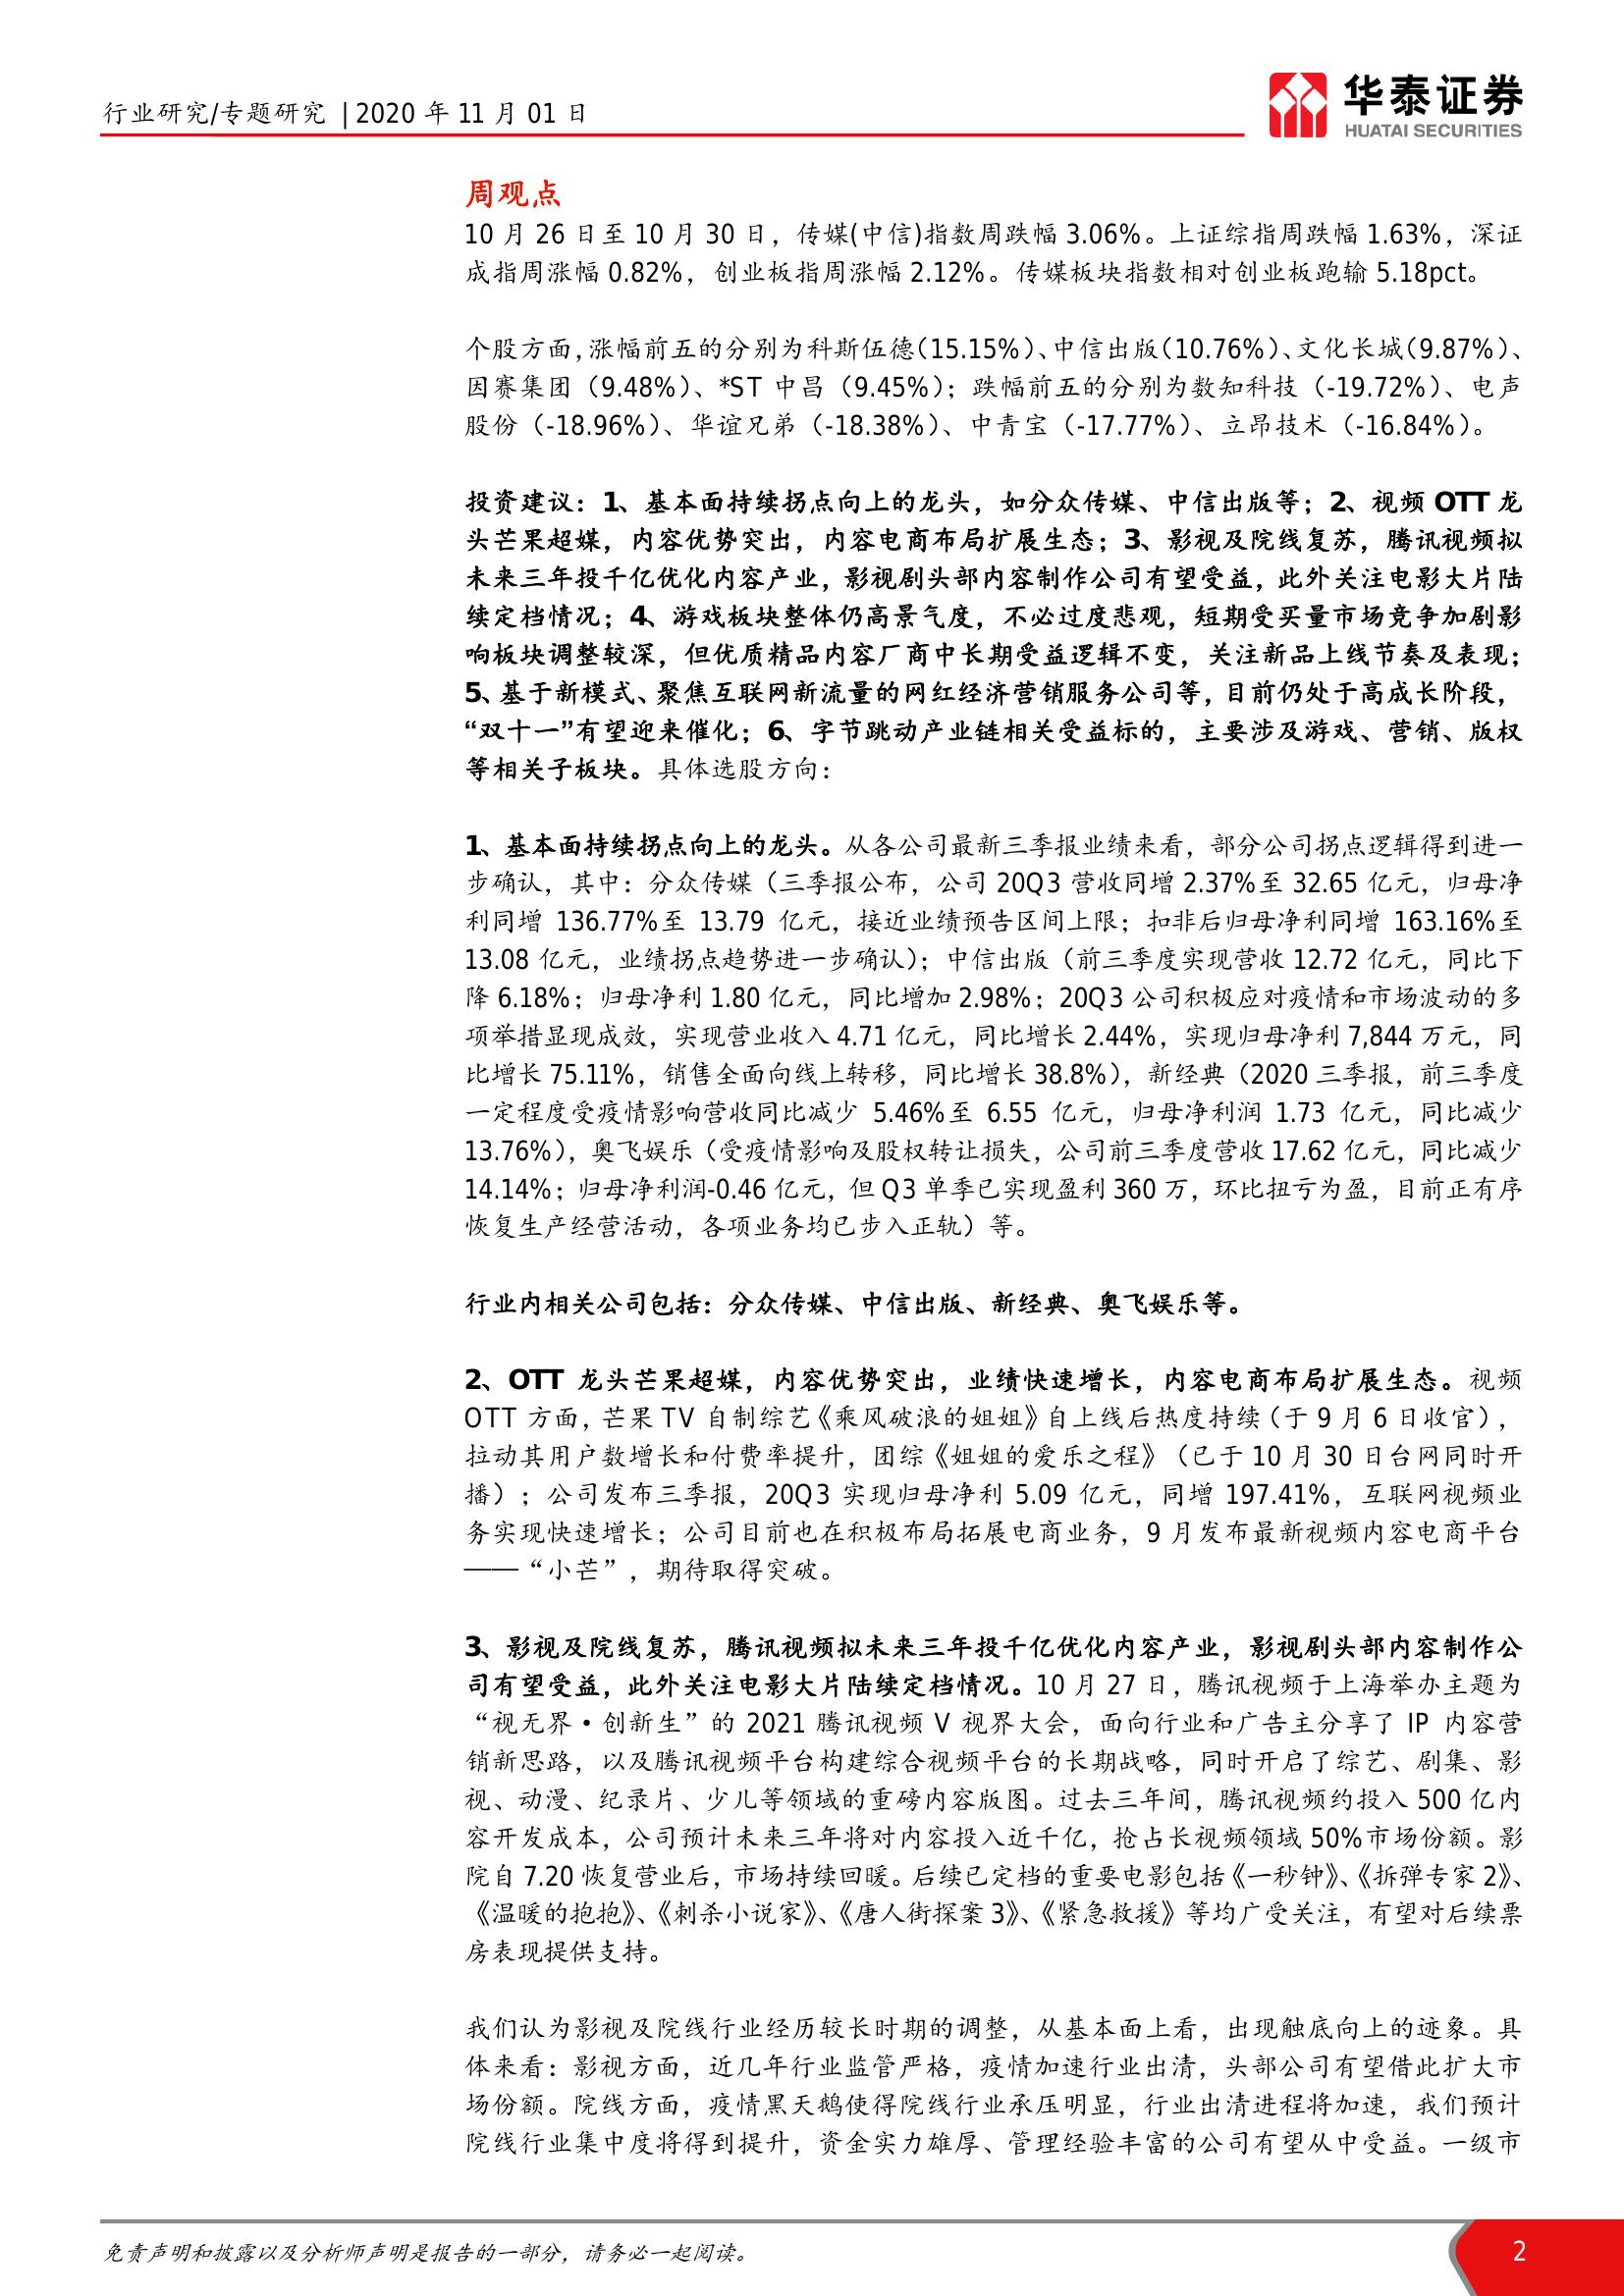 行业研究/专题研究 | 2020 年 11 月 01 日
华泰证券
HUATAI SECURITIES
周观点
10 月 26 日至 10 月 30 日，传媒(中信)指数周跌幅 3.06%。上证综指周跌幅 1.63%，深证
成指周涨幅 0.82%，创业板指周涨幅 2.12%。传媒板块指数相对创业板跑输 5.18pct。
个股方面，涨幅前五的分别为科斯伍德（15.15%）、中信出版（10.76%）、文化长城（9.87%）、
因赛集团（9.48%）、*ST 中昌（9.45%）；跌幅前五的分别为数知科技（-19.72%）、电声
股份（-18.96%）、华谊兄弟（-18.38%）、中青宝（-17.77%）、立昂技术（-16.84%）。
投资建议：1、基本面持续拐点向上的龙头，如分众传媒、中信出版等；2、视频 OTT 龙
头芒果超媒，内容优势突出，内容电商布局扩展生态；3、影视及院线复苏，腾讯视频拟
未来三年投千亿优化内容产业，影视剧头部内容制作公司有望受益，此外关注电影大片陆
续定档情况；4、游戏板块整体仍高景气度，不必过度悲观，短期受买量市场竞争加剧影
响板块调整较深，但优质精品内容厂商中长期受益逻辑不变，关注新品上线节奏及表现；
5、基于新模式、聚焦互联网新流量的网红经济营销服务公司等，目前仍处于高成长阶段，
“双十一”有望迎来催化；6、字节跳动产业链相关受益标的，主要涉及游戏、营销、版权
等相关子板块。具体选股方向：
1、基本面持续拐点向上的龙头。从各公司最新三季报业绩来看，部分公司拐点逻辑得到进一
步确认，其中：分众传媒（三季报公布，公司 20Q3 营收同增 2.37%至 32.65 亿元，归母净
利同增 136.77%至 13.79 亿元，接近业绩预告区间上限；扣非后归母净利同增 163.16%至
13.08 亿元，业绩拐点趋势进一步确认）；中信出版（前三季度实现营收 12.72 亿元，同比下
降 6.18%；归母净利 1.80 亿元，同比增加 2.98%；20Q3 公司积极应对疫情和市场波动的多
项举措显现成效，实现营业收入 4.71 亿元，同比增长 2.44%，实现归母净利 7,844 万元，同
比增长 75.11%，销售全面向线上转移，同比增长 38.8%），新经典（2020 三季报，前三季度
一定程度受疫情影响营收同比减少 5.46%至 6.55 亿元，归母净利润 1.73 亿元，同比减少
13.76%），奥飞娱乐（受疫情影响及股权转让损失，公司前三季度营收 17.62 亿元，同比减少
14.14%；归母净利润-0.46 亿元，但 Q3 单季已实现盈利 360 万，环比扭亏为盈，目前正有序
恢复生产经营活动，各项业务均已步入正轨）等。
行业内相关公司包括：分众传媒、中信出版、新经典、奥飞娱乐等。
2、OTT 龙头芒果超媒，内容优势突出，业绩快速增长，内容电商布局扩展生态。视频
OTT 方面，芒果 TV 自制综艺《乘风破浪的姐姐》自上线后热度持续（于 9 月 6 日收官），
拉动其用户数增长和付费率提升，团综《姐姐的爱乐之程》（已于 10 月 30 日台网同时开
播）；公司发布三季报，20Q3 实现归母净利 5.09 亿元，同增 197.41%，互联网视频业
务实现快速增长；公司目前也在积极布局拓展电商业务，9 月发布最新视频内容电商平台
——“小芒”，期待取得突破。
3、影视及院线复苏，腾讯视频拟未来三年投千亿优化内容产业，影视剧头部内容制作公
司有望受益，此外关注电影大片陆续定档情况。10 月 27 日，腾讯视频于上海举办主题为
“视无界•创新生”的 2021 腾讯视频 V 视界大会，面向行业和广告主分享了 IP 内容营
销新思路，以及腾讯视频平台构建综合视频平台的长期战略，同时开启了综艺、剧集、影
视、动漫、纪录片、少儿等领域的重磅内容版图。过去三年间，腾讯视频约投入 500 亿内
容开发成本，公司预计未来三年将对内容投入近千亿，抢占长视频领域 50%市场份额。影
院自 7.20 恢复营业后，市场持续回暖。后续已定档的重要电影包括《一秒钟》、《拆弹专家 2》、
《温暖的抱抱》、《刺杀小说家》、《唐人街探案 3》、《紧急救援》等均广受关注，有望对后续票
房表现提供支持。
我们认为影视及院线行业经历较长时期的调整，从基本面上看，出现触底向上的迹象。具
体来看：影视方面，近几年行业监管严格，疫情加速行业出清，头部公司有望借此扩大市
场份额。院线方面，疫情黑天鹅使得院线行业承压明显，行业出清进程将加速，我们预计
院线行业集中度将得到提升，资金实力雄厚、管理经验丰富的公司有望从中受益。一级市
免责声明和披露以及分析师声明是报告的一部分，请务必一起阅读。
2